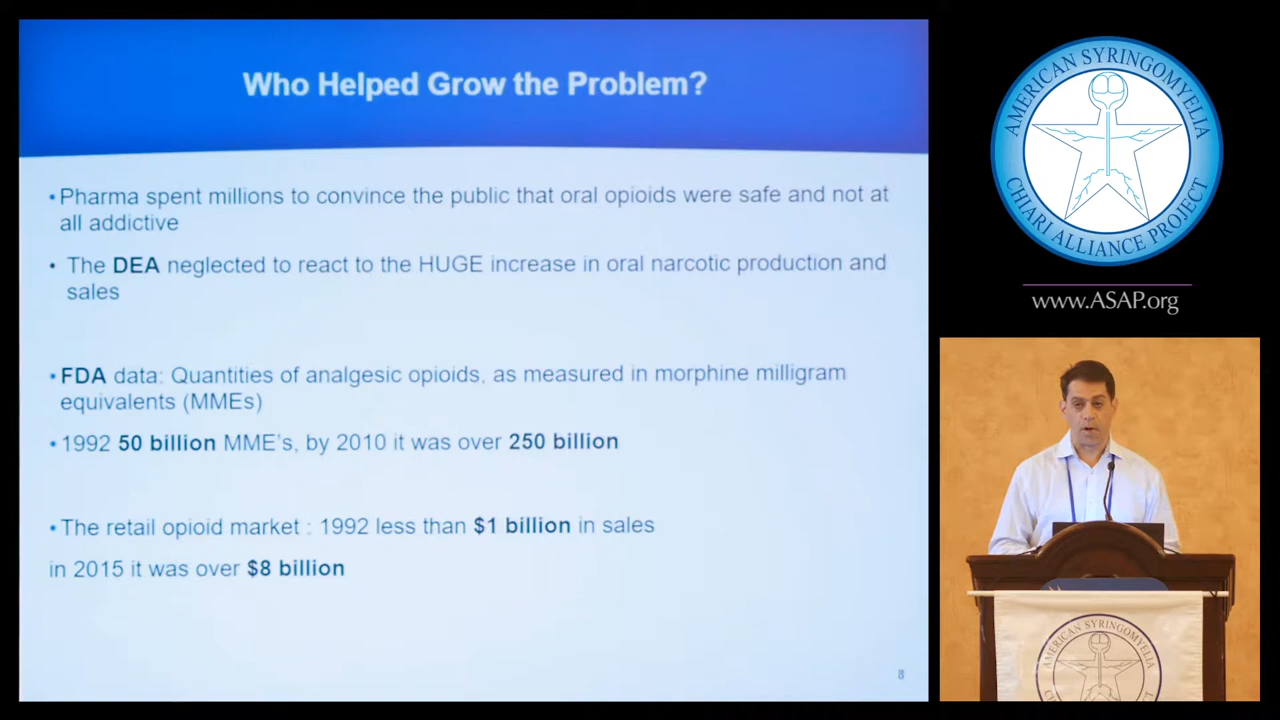 Who Helped Grow the Problem?
•Pharma spent millions to convince the public that oral opioids were safe and not at
all addictive
• The DEA neglected to react to the HUGE increase in oral narcotic production and
sales
•FDA data: Quantities of analgesic opioids, as measured in morphine milligram
equivalents (MMEs)
•1992 50 billion MME's, by 2010 it was over 250 billion
•The retail opioid market : 1992 less than $1 billion in sales
in 2015 it was over $8 billion
8
AMERICAN SYRINGOMYELIA
CHIARI ALLIANCE PROJECT
www.ASAP.org
AMERICAN SYRINGOMYELIA